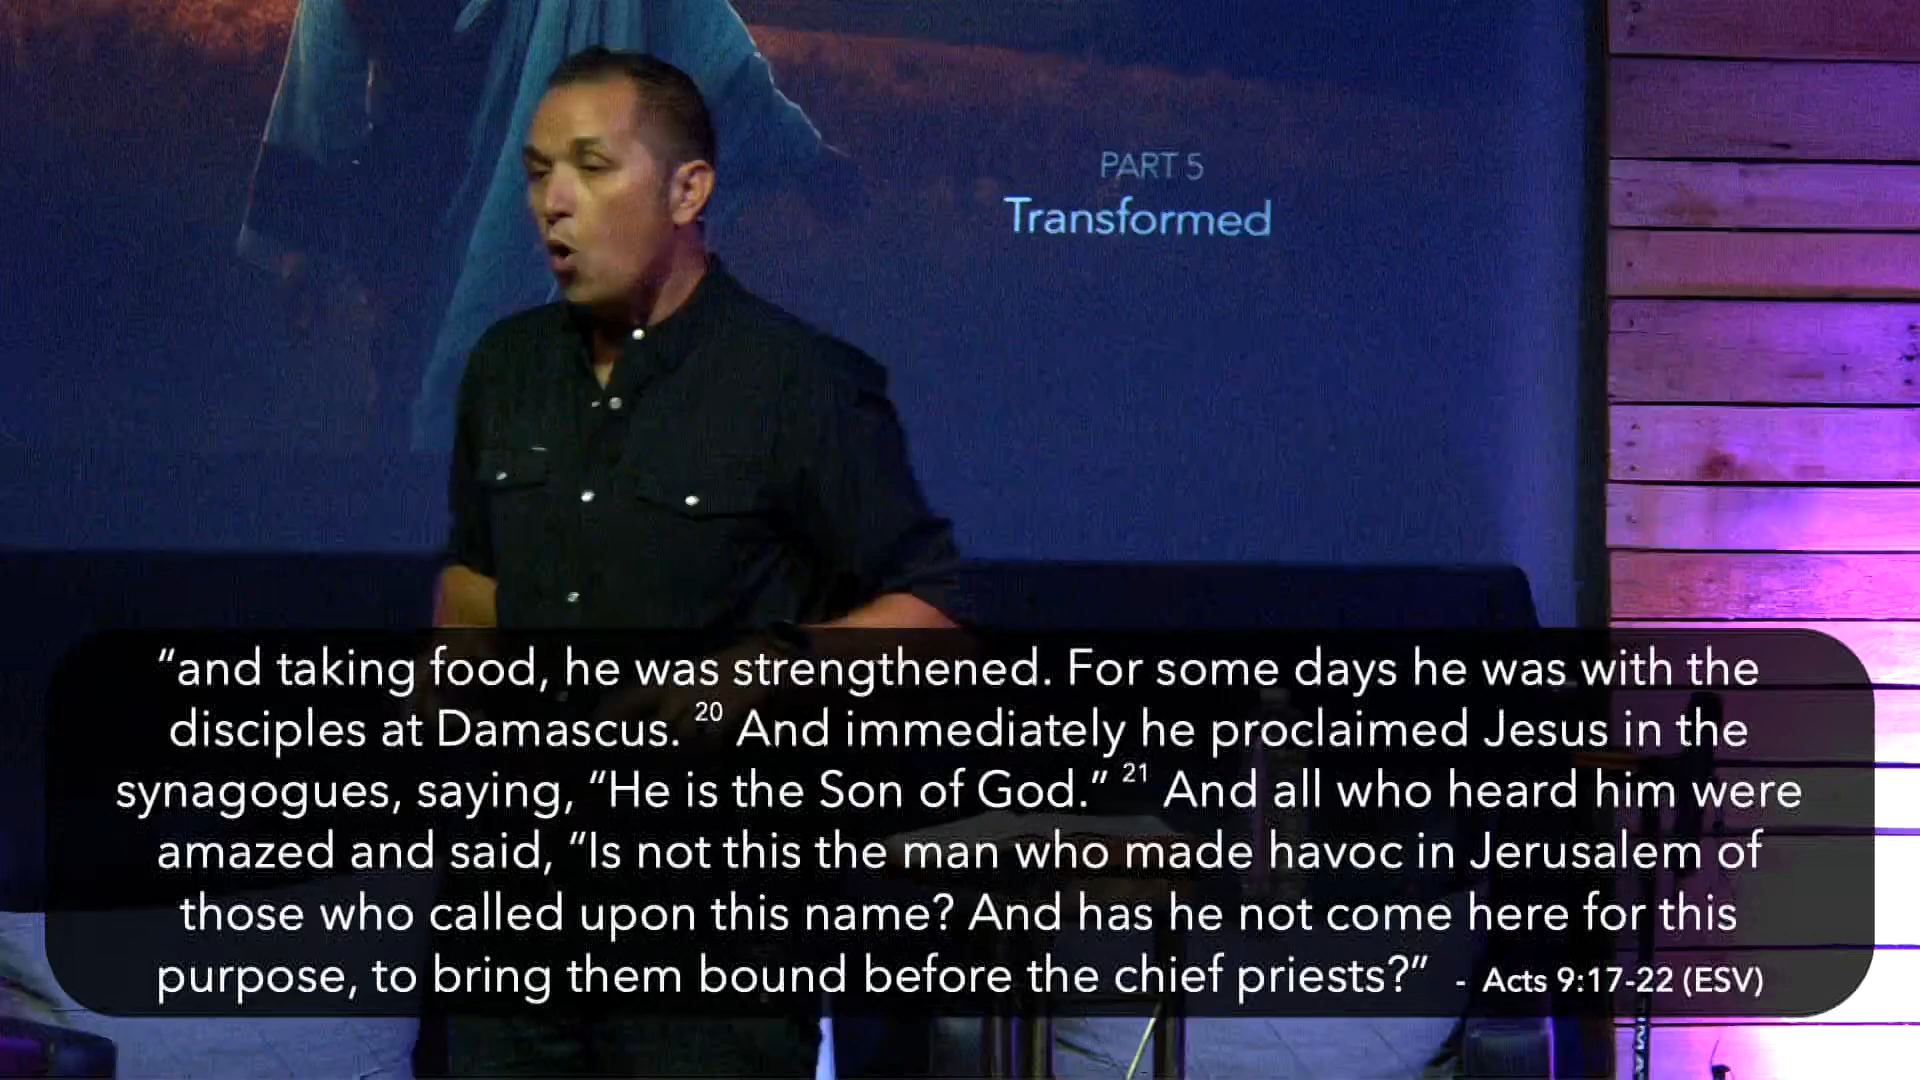 PART 5
Transformed
“and taking food, he was strengthened. For some days he was with the
disciples at Damascus. 20 And immediately he proclaimed Jesus in the
synagogues, saying, “He is the Son of God.” 21 And all who heard him were
amazed and said, “Is not this the man who made havoc in Jerusalem of
those who called upon this name? And has he not come here for this
purpose, to bring them bound before the chief priests?” - Acts 9:17-22 (ESV)